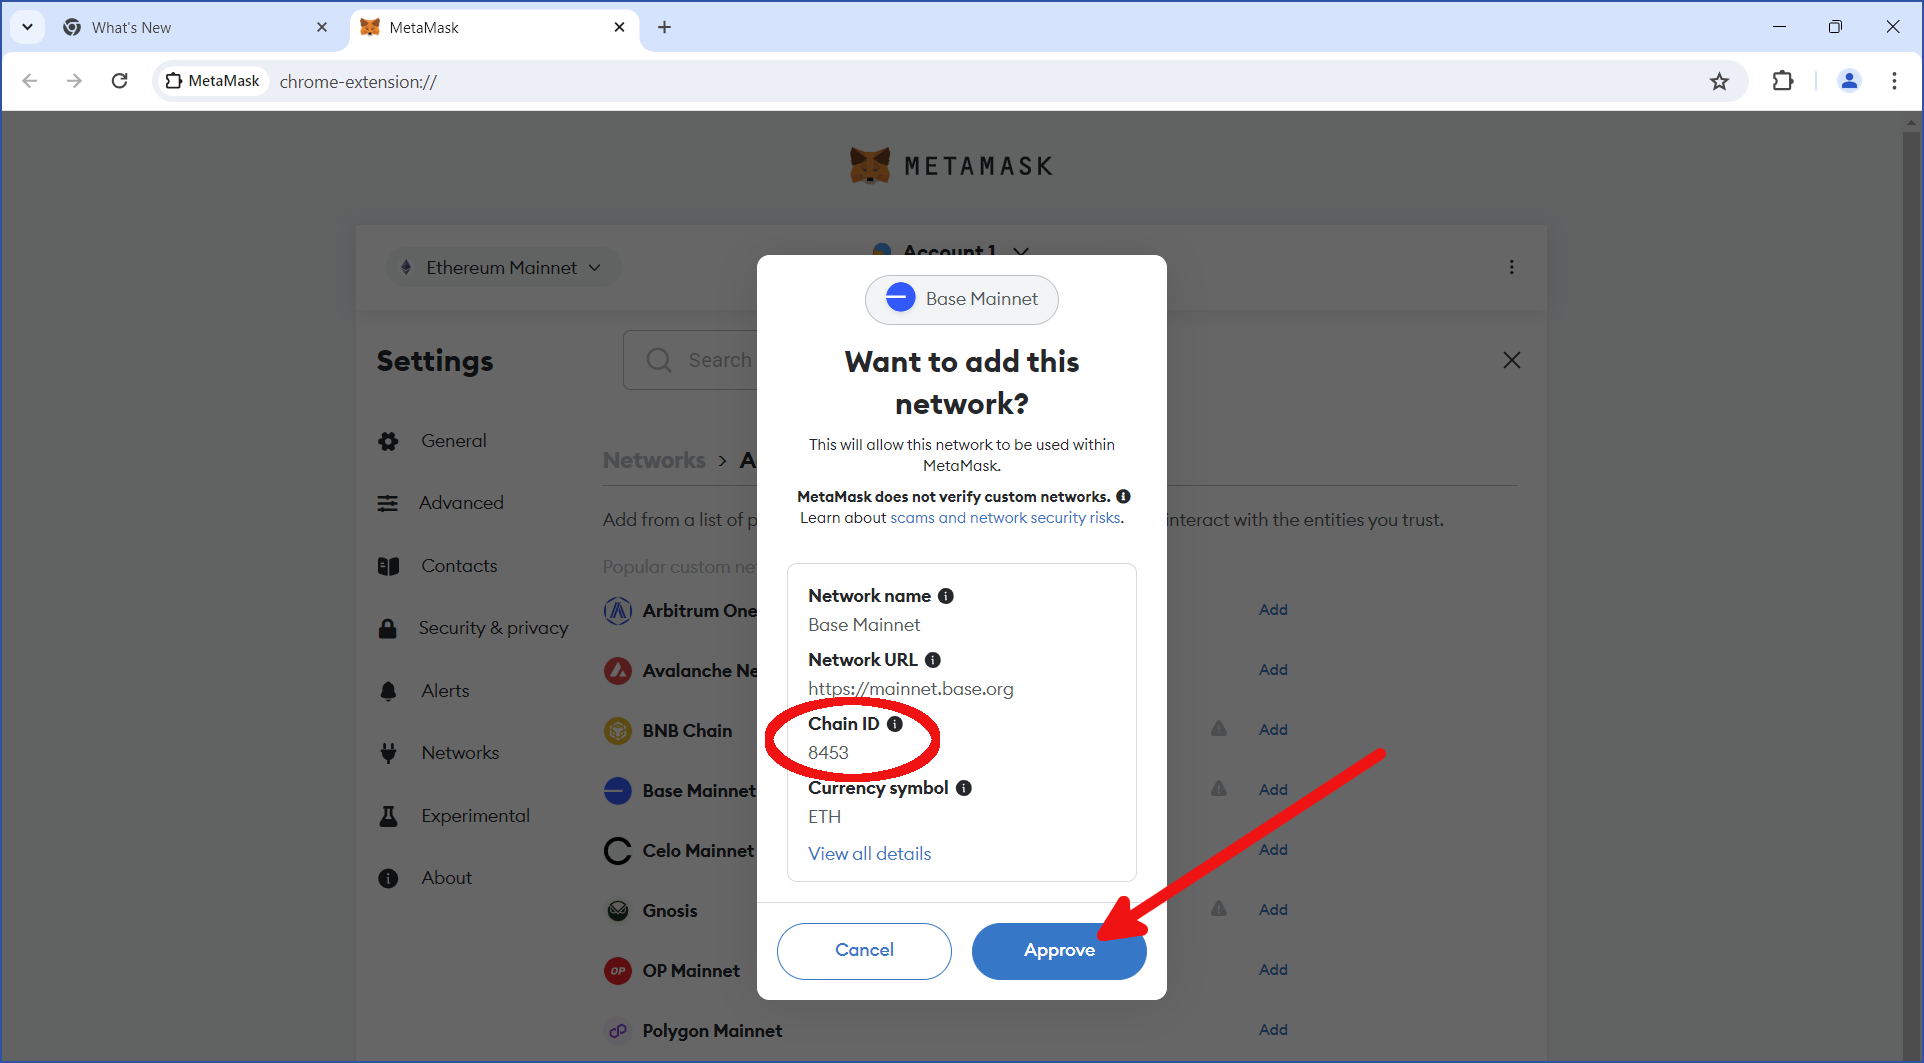 What's New
MetaMask
MetaMask
chrome-extension://
METAMASK
Ethereum Mainnet
Account 1
Base Mainnet
Settings
Search
Want to add this
network?
This will allow this network to be used within
MetaMask.
MetaMask does not verify custom networks.
Learn about scams and network security risks.
General
Advanced
Contacts
Security & privacy
Alerts
Networks
Experimental
About
Networks > A
Add from a list of p
interact with the entities you trust.
Popular custom ne
Arbitrum One
Add
Avalanche Ne
Add
BNB Chain
Add
Base Mainnet
Add
Celo Mainnet
Add
Gnosis
Add
OP
OP Mainnet
Add
Polygon Mainnet
Add
Network name
Base Mainnet
Network URL
https://mainnet.base.org
Chain ID
8453
Currency symbol
ETH
View all details
Cancel
Approve